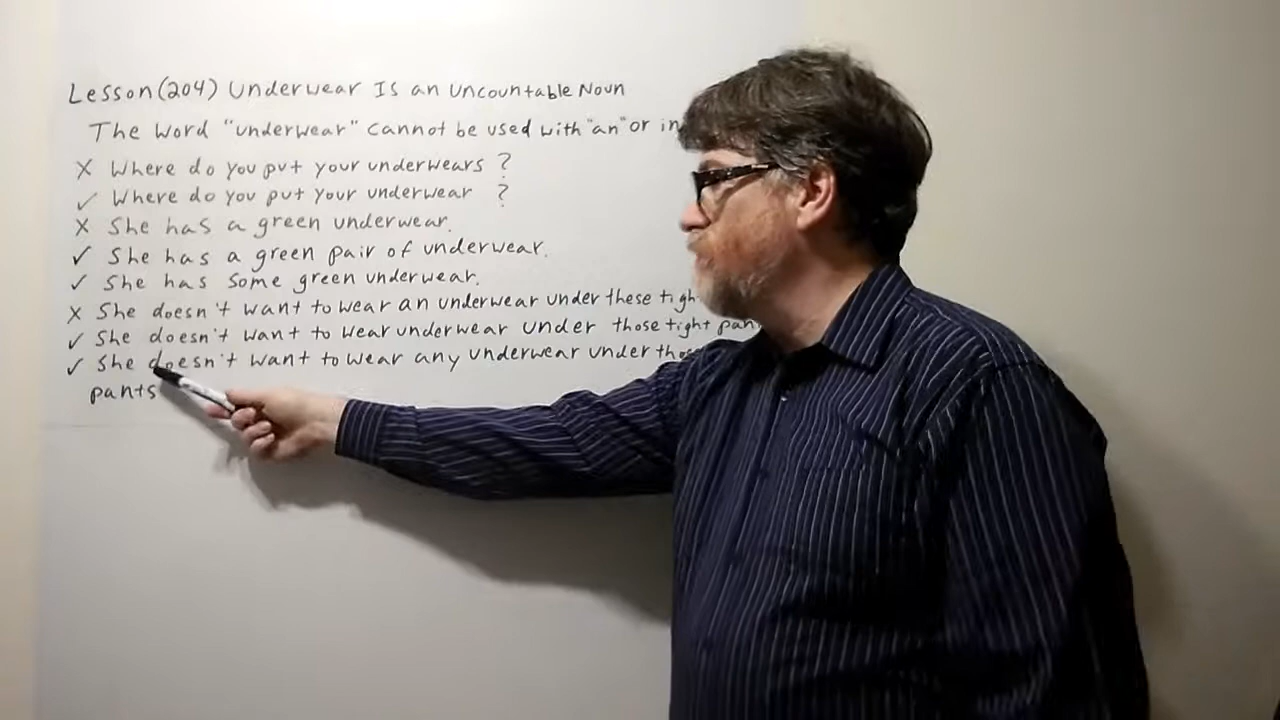 Lesson (204) Underwear Is an Uncountable Noun
The word "underwear" cannot be used with "an" or in
X Where do you put your underwears ?
✓ Where do you put your underwear ?
X She has a green underwear.
✓ She has a green pair of underwear.
✓ She has some green underwear.
X She doesn't want to wear an underwear under these tigh
✓ She doesn't want to wear underwear under those tight pan
✓ She doesn't want to wear any underwear under
pants